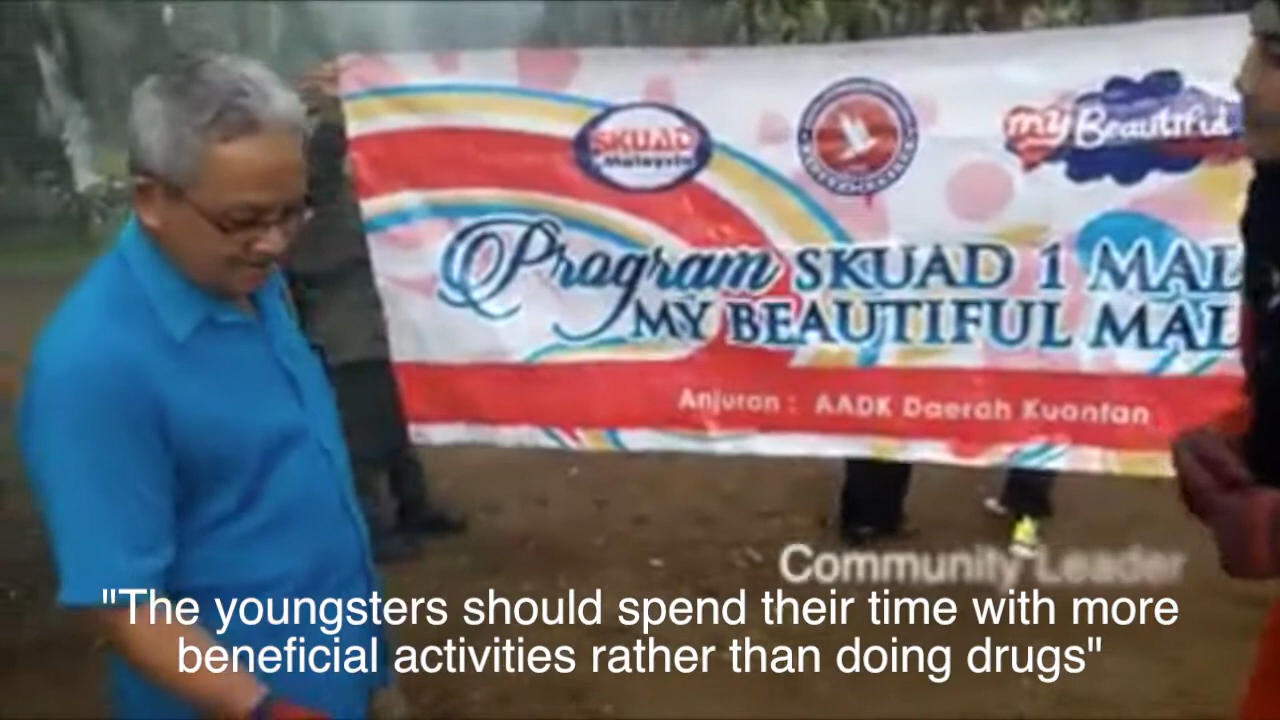 SKUAD
Malaysia
my Beautiful
Program SKUAD 1 MAL
MY BEAUTIFUL MAL
Anjuran : AADK Daerah Kuantan
Community Leader
"The youngsters should spend their time with more
beneficial activities rather than doing drugs"